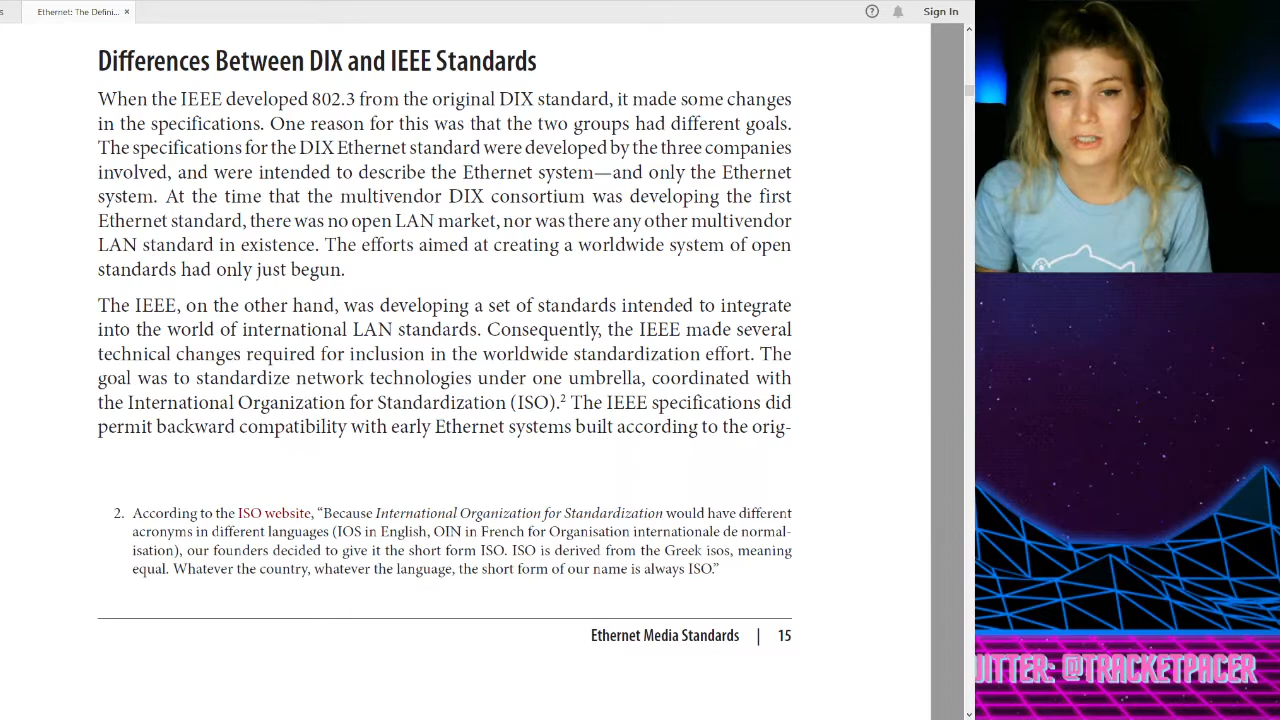 s
Ethernet: The Defini... ×
? Sign In
Differences Between DIX and IEEE Standards
When the IEEE developed 802.3 from the original DIX standard, it made some changes
in the specifications. One reason for this was that the two groups had different goals.
The specifications for the DIX Ethernet standard were developed by the three companies
involved, and were intended to describe the Ethernet system—and only the Ethernet
system. At the time that the multivendor DIX consortium was developing the first
Ethernet standard, there was no open LAN market, nor was there any other multivendor
LAN standard in existence. The efforts aimed at creating a worldwide system of open
standards had only just begun.
The IEEE, on the other hand, was developing a set of standards intended to integrate
into the world of international LAN standards. Consequently, the IEEE made several
technical changes required for inclusion in the worldwide standardization effort. The
goal was to standardize network technologies under one umbrella, coordinated with
the International Organization for Standardization (ISO).² The IEEE specifications did
permit backward compatibility with early Ethernet systems built according to the orig-
2. According to the ISO website, “Because International Organization for Standardization would have different
acronyms in different languages (IOS in English, OIN in French for Organisation internationale de normal-
isation), our founders decided to give it the short form ISO. ISO is derived from the Greek isos, meaning
equal. Whatever the country, whatever the language, the short form of our name is always ISO.”
Ethernet Media Standards | 15
ITTER: @TRACKETPACER